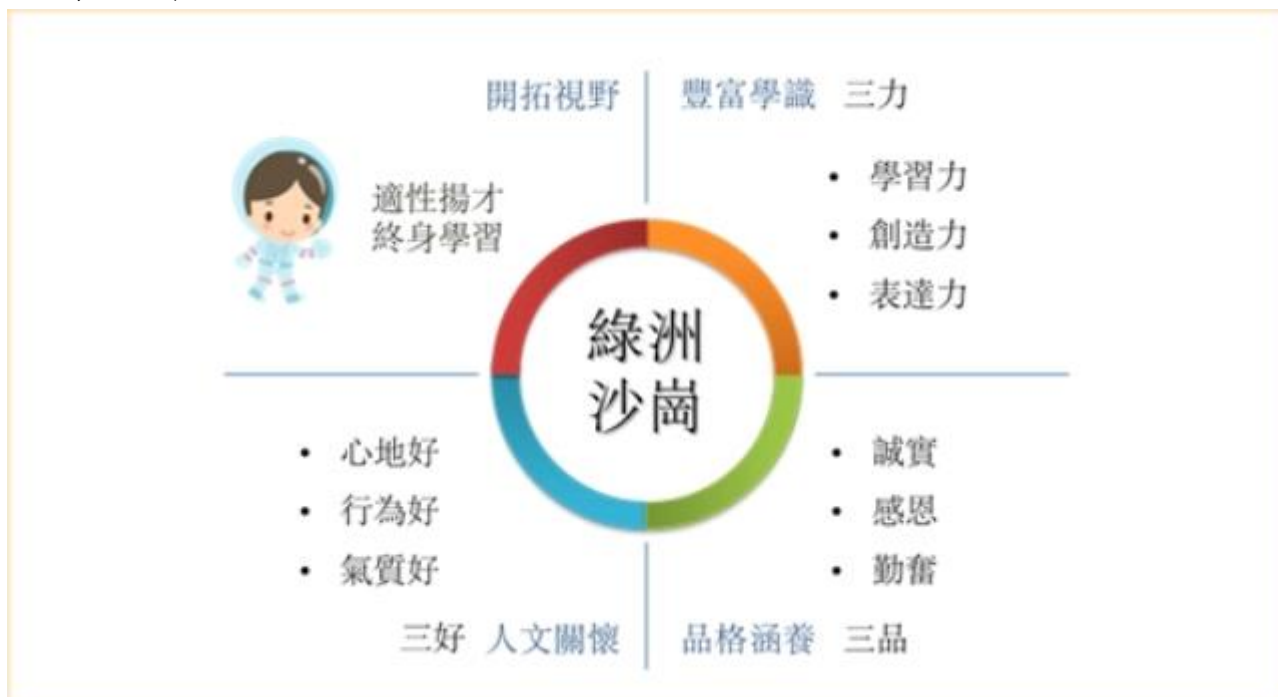 開拓視野
適性揚才
終身學習
豐富學識 三力
• 學習力
• 創造力
• 表達力
綠洲
沙崗
• 心地好
• 行為好
• 氣質好
三好 人文關懷
• 誠實
• 感恩
• 勤奮
品格涵養 三品